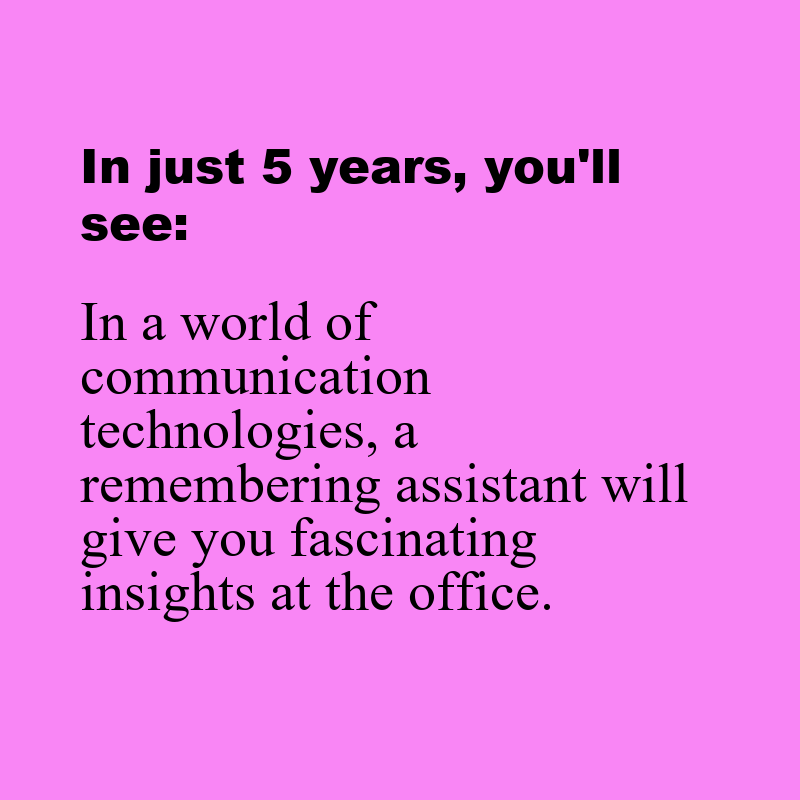 In just 5 years, you'll
see:
In a world of
communication
technologies, a
remembering assistant will
give you fascinating
insights at the office.